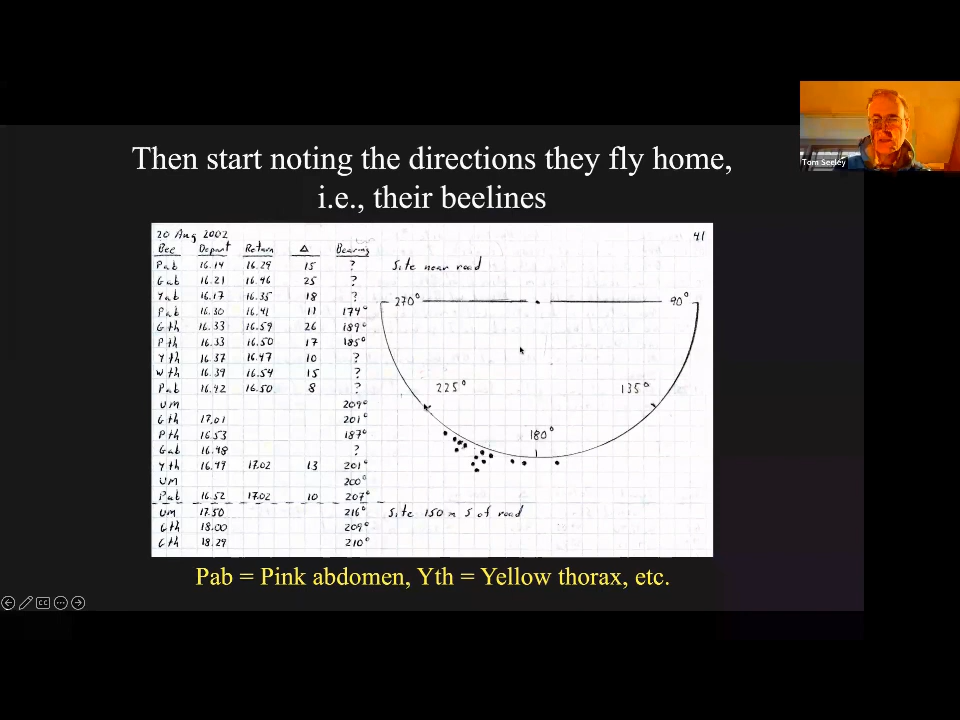 Then start noting the directions they fly home,
i.e., their beelines
Tom Seeley
20 Aug 2002 41
Bee Depart Return Δ Bearing
Pab 16.14 16.29 15 ? Site near road
Gab 16.21 16.46 25 ?
Yab 16.17 16.35 18 ?
Pab 16.30 16.41 11 174°
Gth 16.33 16.59 26 189°
Pth 16.33 16.50 17 185°
Yth 16.37 16.47 10 ?
Wth 16.39 16.54 15 ?
Pab 16.42 16.50 8 ?
UM 209°
Gth 17.01 201°
Pth 16.53 187°
Gab 16.48 ?
Yth 16.49 17.02 13 201°
UM 200°
Pab 16.52 17.02 10 207°
UM 17.50 216° Site 150 m S of road
Gth 18.00 209°
Gth 18.29 210°
270° 90°
225° 135°
180°
Pab = Pink abdomen, Yth = Yellow thorax, etc.
CC